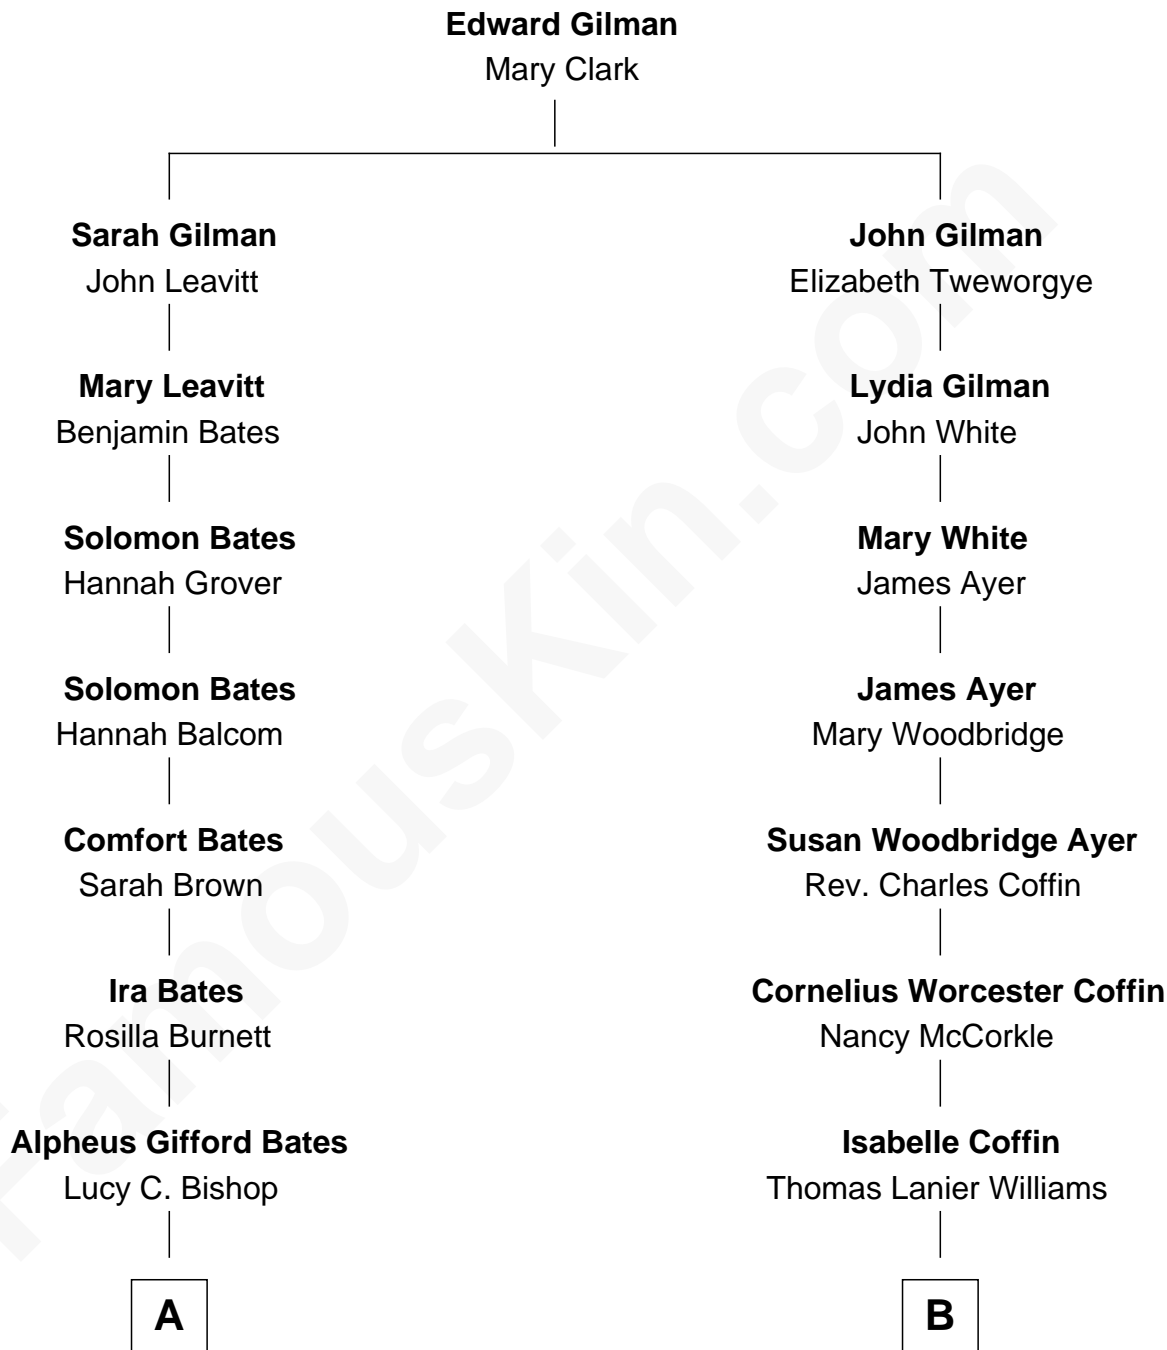 Edward Gilman
Mary Clark
Sarah Gilman
John Leavitt
John Gilman
Elizabeth Tweworgye
Mary Leavitt
Benjamin Bates
Lydia Gilman
John White
Solomon Bates
Hannah Grover
Mary White
James Ayer
Solomon Bates
Hannah Balcom
James Ayer
Mary Woodbridge
Comfort Bates
Sarah Brown
Susan Woodbridge Ayer
Rev. Charles Coffin
Ira Bates
Rosilla Burnett
Cornelius Worcester Coffin
Nancy McCorkle
Alpheus Gifford Bates
Lucy C. Bishop
Isabelle Coffin
Thomas Lanier Williams
A
B
FamousKin.com